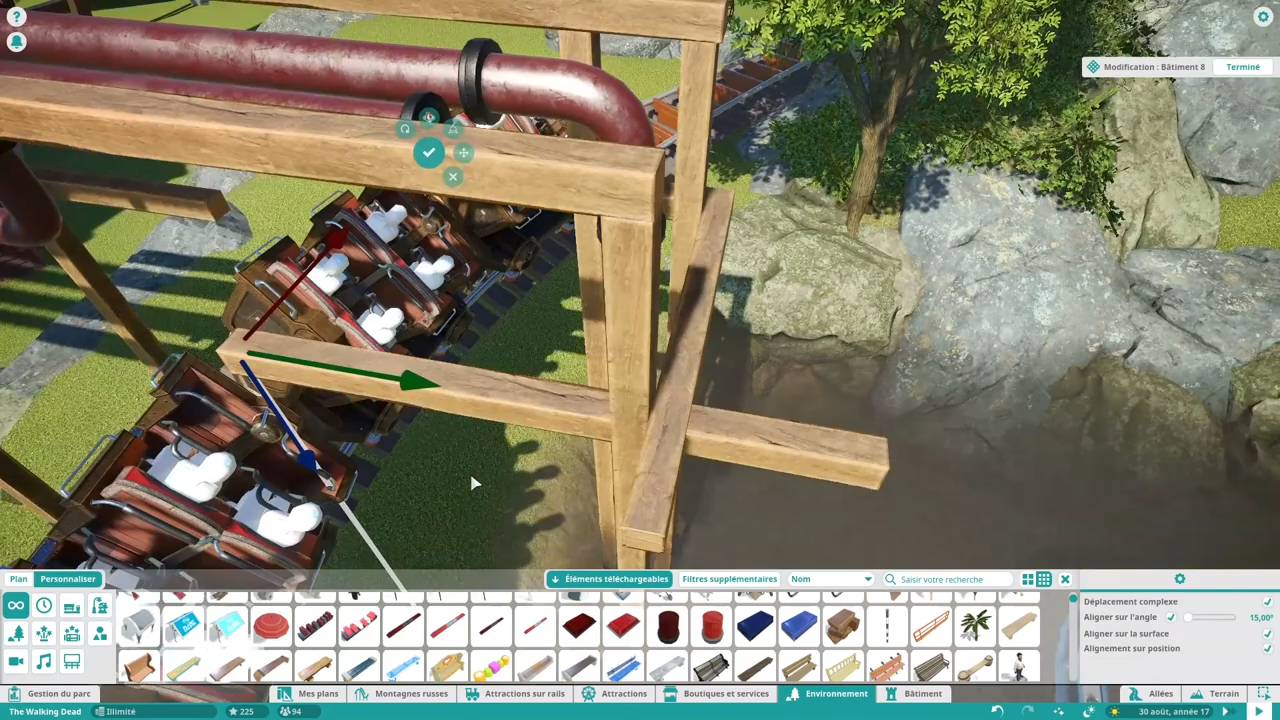 Modification : Bâtiment 8 Terminé
Plan Personnaliser Éléments téléchargeables Filtres supplémentaires Nom Saisir votre recherche
Déplacement complexe
Aligner sur l'angle 15,00°
Aligner sur la surface
Alignement sur position
Gestion du parc Mes plans Montagnes russes Attractions sur rails Attractions Boutiques et services Environnement Bâtiment Allées Terrain
The Walking Dead Illimité 225 94 30 août, année 17